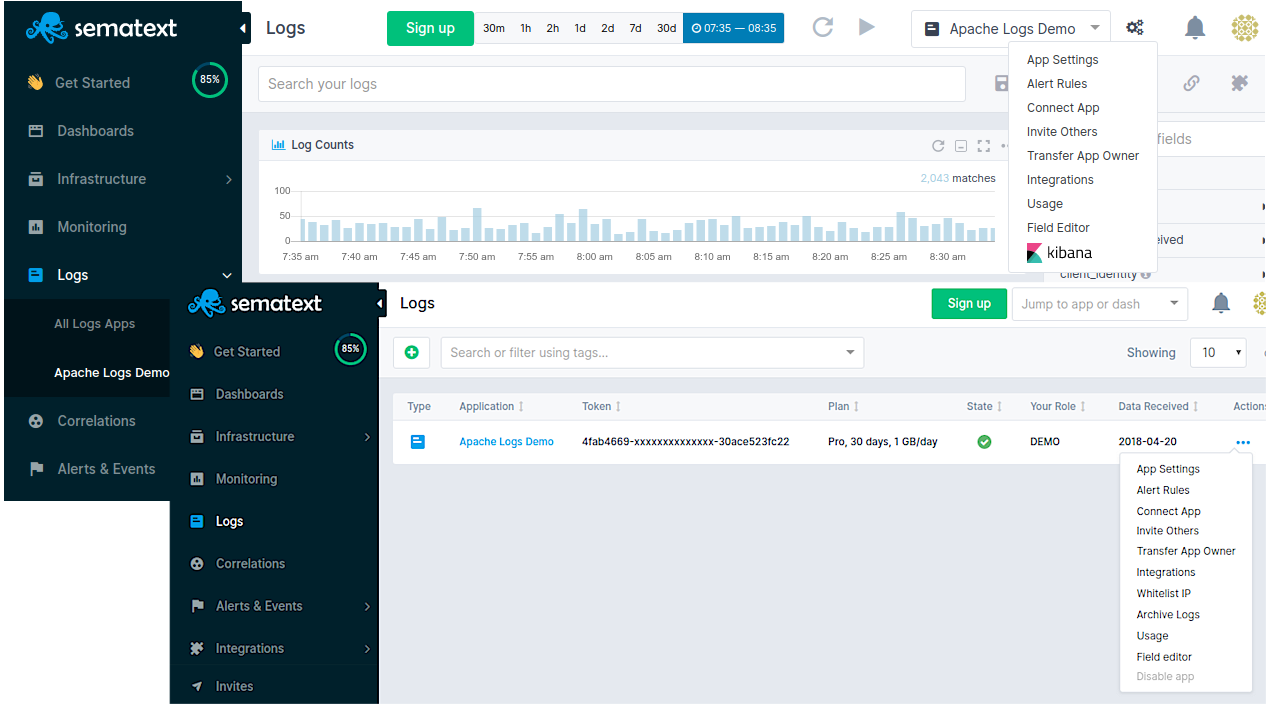 sematext
Get Started
85%
Dashboards
Infrastructure
Monitoring
Logs
All Logs Apps
Apache Logs Demo
Correlations
Alerts & Events
Logs
Sign up
30m 1h 2h 1d 2d 7d 30d 07:35 — 08:35
Apache Logs Demo
Search your logs
Log Counts
2,043 matches
100
50
0
7:35 am 7:40 am 7:45 am 7:50 am 7:55 am 8:00 am 8:05 am 8:10 am 8:15 am 8:20 am 8:25 am 8:30 am
App Settings
Alert Rules
Connect App
Invite Others
Transfer App Owner
Integrations
Usage
Field Editor
kibana
fields
client_identity
sematext
Get Started
85%
Dashboards
Infrastructure
Monitoring
Logs
Correlations
Alerts & Events
Integrations
Invites
Logs
Sign up
Jump to app or dash
Search or filter using tags...
Showing 10
Type Application Token Plan State Your Role Data Received Actions
Apache Logs Demo 4fab4669-xxxxxxxxxxxxxx-30ace523fc22 Pro, 30 days, 1 GB/day DEMO 2018-04-20
App Settings
Alert Rules
Connect App
Invite Others
Transfer App Owner
Integrations
Whitelist IP
Archive Logs
Usage
Field editor
Disable app